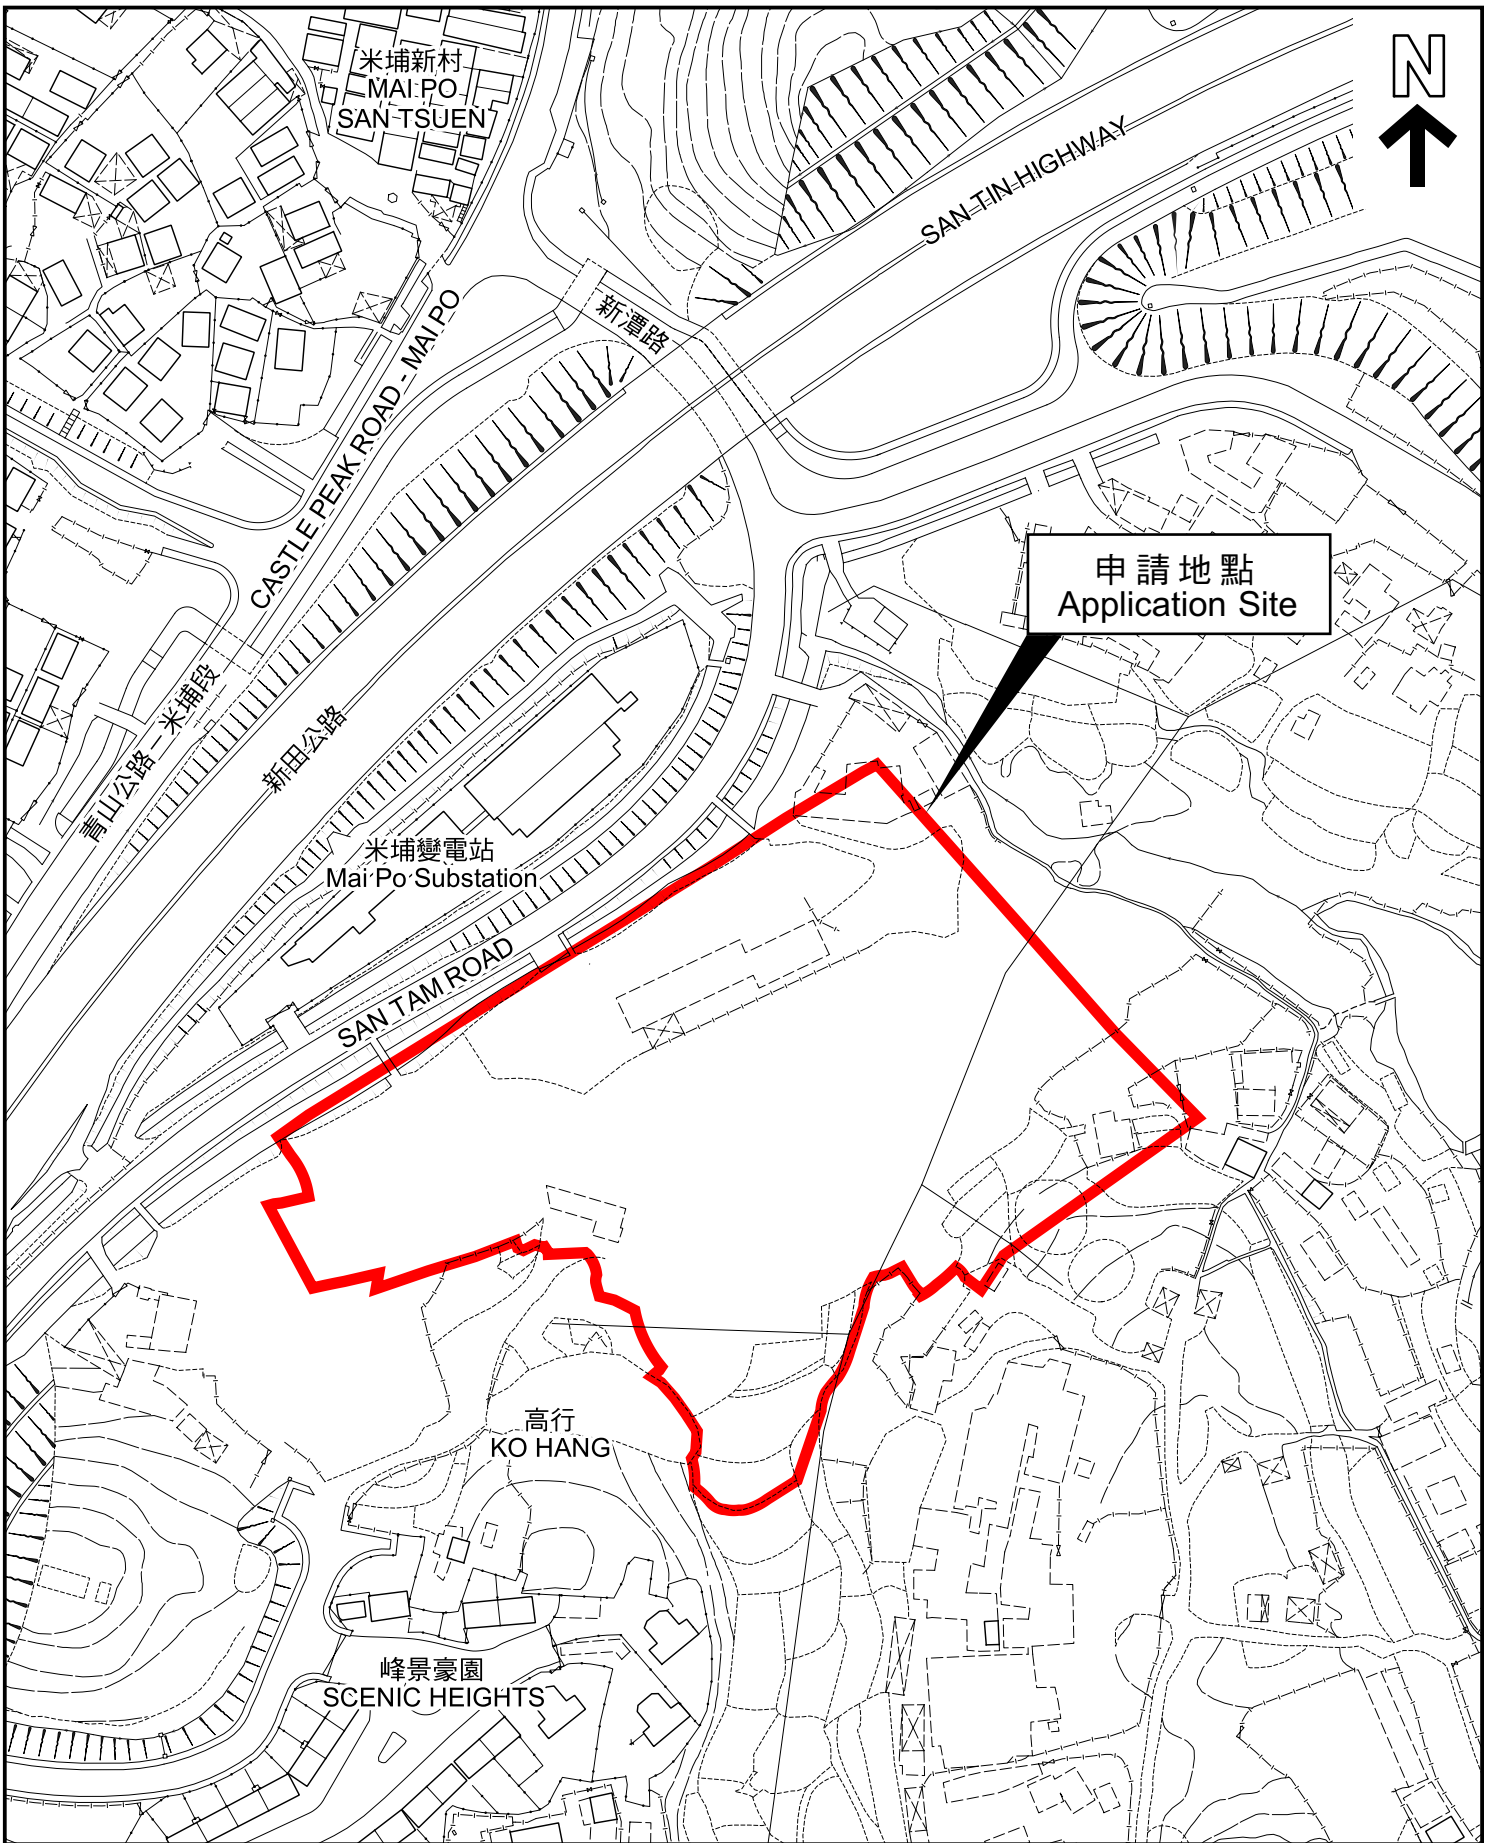 米埔新村
MAI PO
SAN TSUEN
N
SAN TIN HIGHWAY
新潭路
CASTLE PEAK ROAD - MAI PO
申請地點
Application Site
青山公路－米埔段
新田公路
米埔變電站
Mai Po Substation
SAN TAM ROAD
高行
KO HANG
峰景豪園
SCENIC HEIGHTS